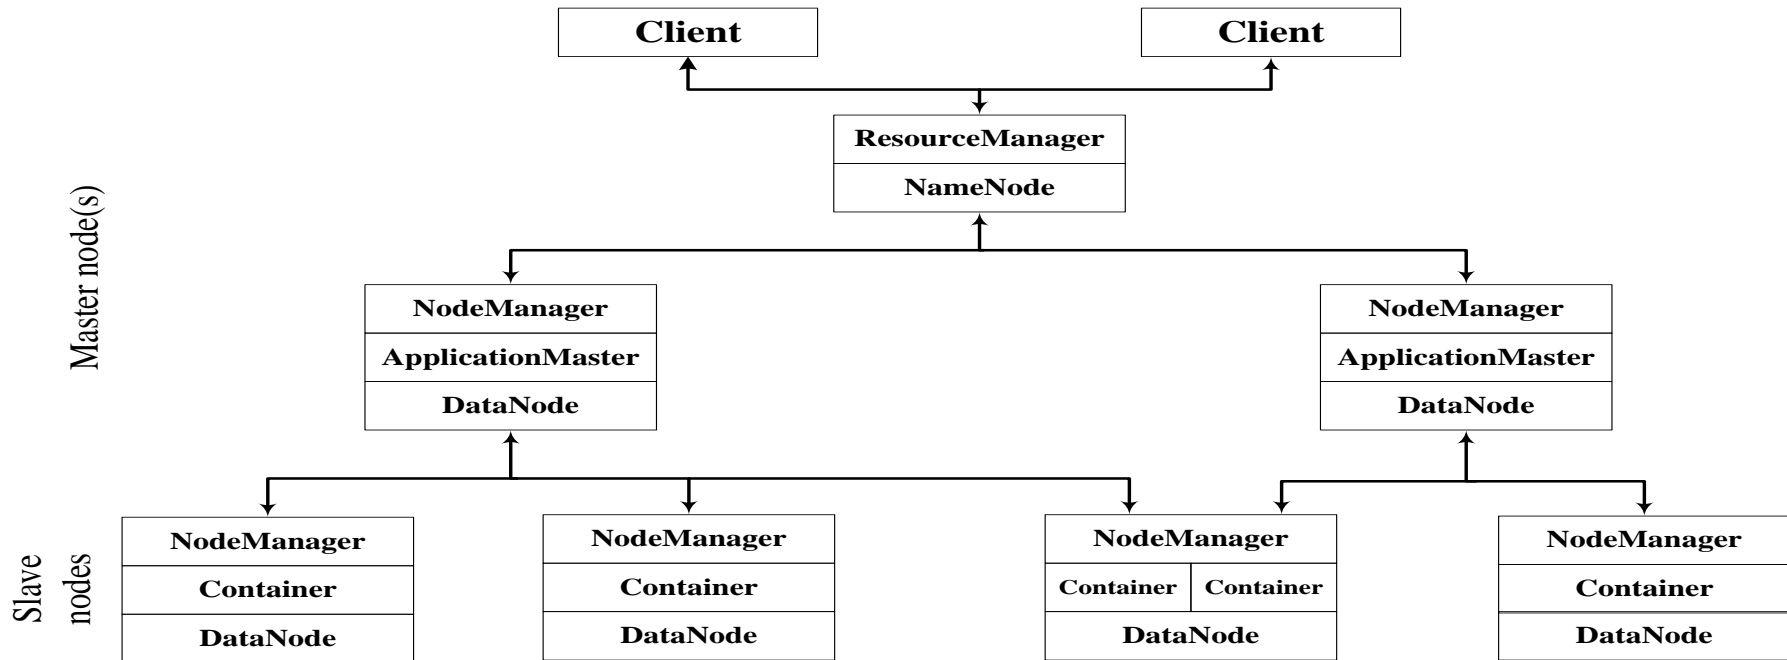 Client
Client
ResourceManager
NameNode
Master node(s)
NodeManager
ApplicationMaster
DataNode
NodeManager
ApplicationMaster
DataNode
Slave
nodes
NodeManager
Container
DataNode
NodeManager
Container
DataNode
NodeManager
Container
Container
DataNode
NodeManager
Container
DataNode